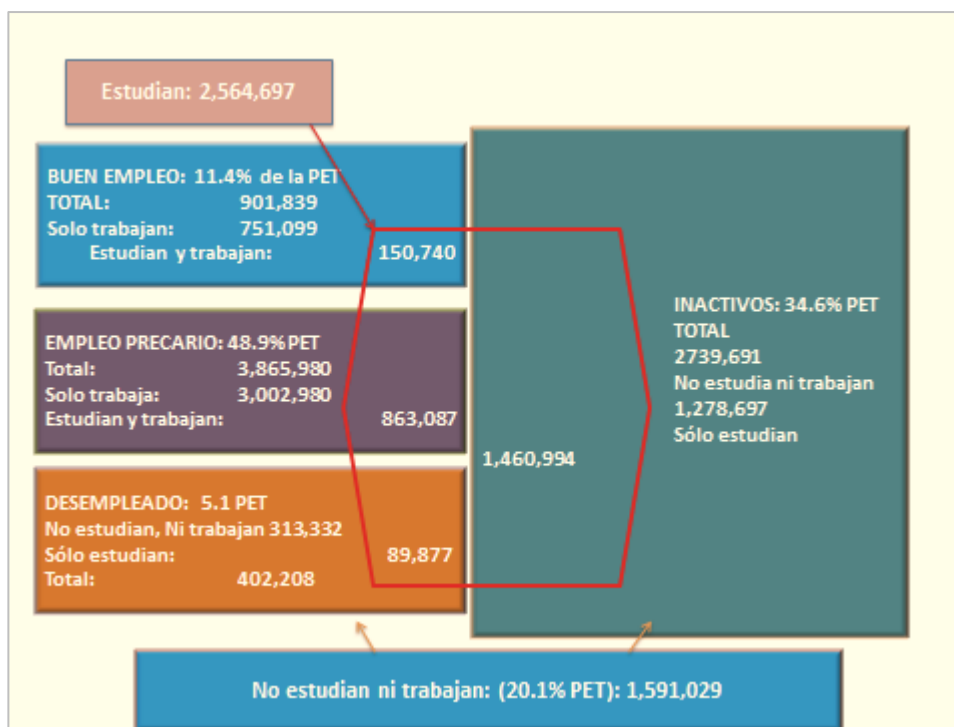 Estudian: 2,564,697
BUEN EMPLEO: 11.4% de la PET
TOTAL: 901,839
Solo trabajan: 751,099
Estudian y trabajan: 150,740
EMPLEO PRECARIO: 48.9% PET
Total: 3,865,980
Solo trabaja: 3,002,980
Estudian y trabajan: 863,087
DESEMPLEADO: 5.1 PET
No estudian, Ni trabajan 313,332
Sólo estudian: 89,877
Total: 402,208
1,460,994
INACTIVOS: 34.6% PET
TOTAL
2739,691
No estudia ni trabajan
1,278,697
Sólo estudian
No estudian ni trabajan: (20.1% PET): 1,591,029